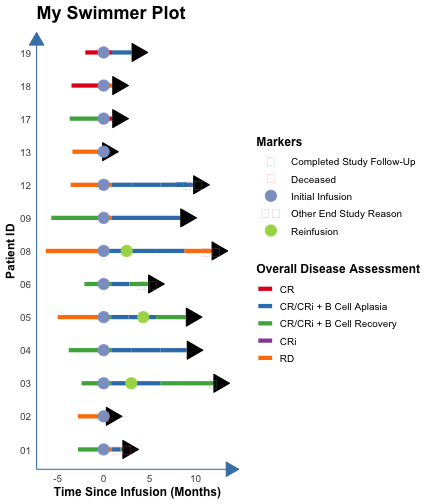 My Swimmer Plot
Patient ID
19
18
17
13
12
09
08
06
05
04
03
02
01
-5 0 5 10
Time Since Infusion (Months)
Markers
Completed Study Follow-Up
Deceased
Initial Infusion
Other End Study Reason
Reinfusion
Overall Disease Assessment
CR
CR/CRi + B Cell Aplasia
CR/CRi + B Cell Recovery
CRi
RD